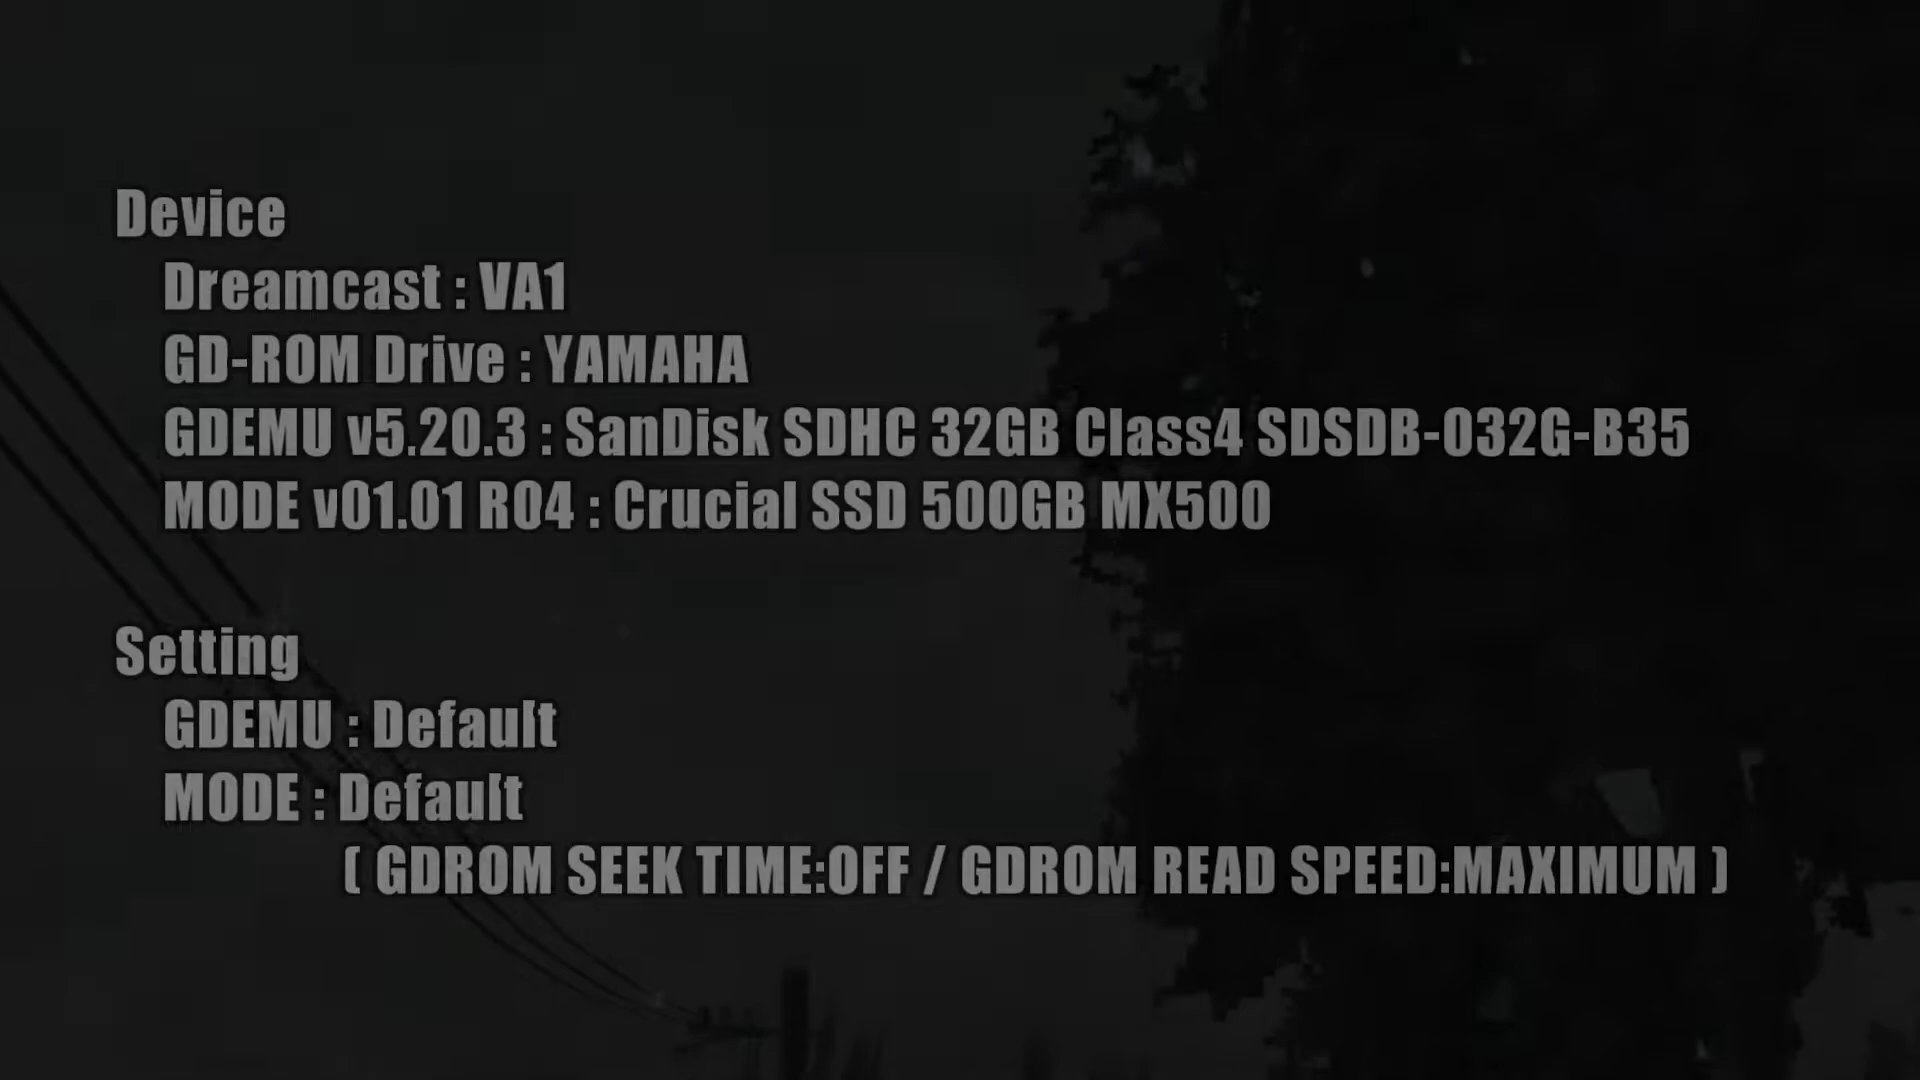 Device
Dreamcast : VA1
GD-ROM Drive : YAMAHA
GDEMU v5.20.3 : SanDisk SDHC 32GB Class4 SDSDB-032G-B35
MODE v01.01 R04 : Crucial SSD 500GB MX500
Setting
GDEMU : Default
MODE : Default
( GDROM SEEK TIME:OFF / GDROM READ SPEED:MAXIMUM )